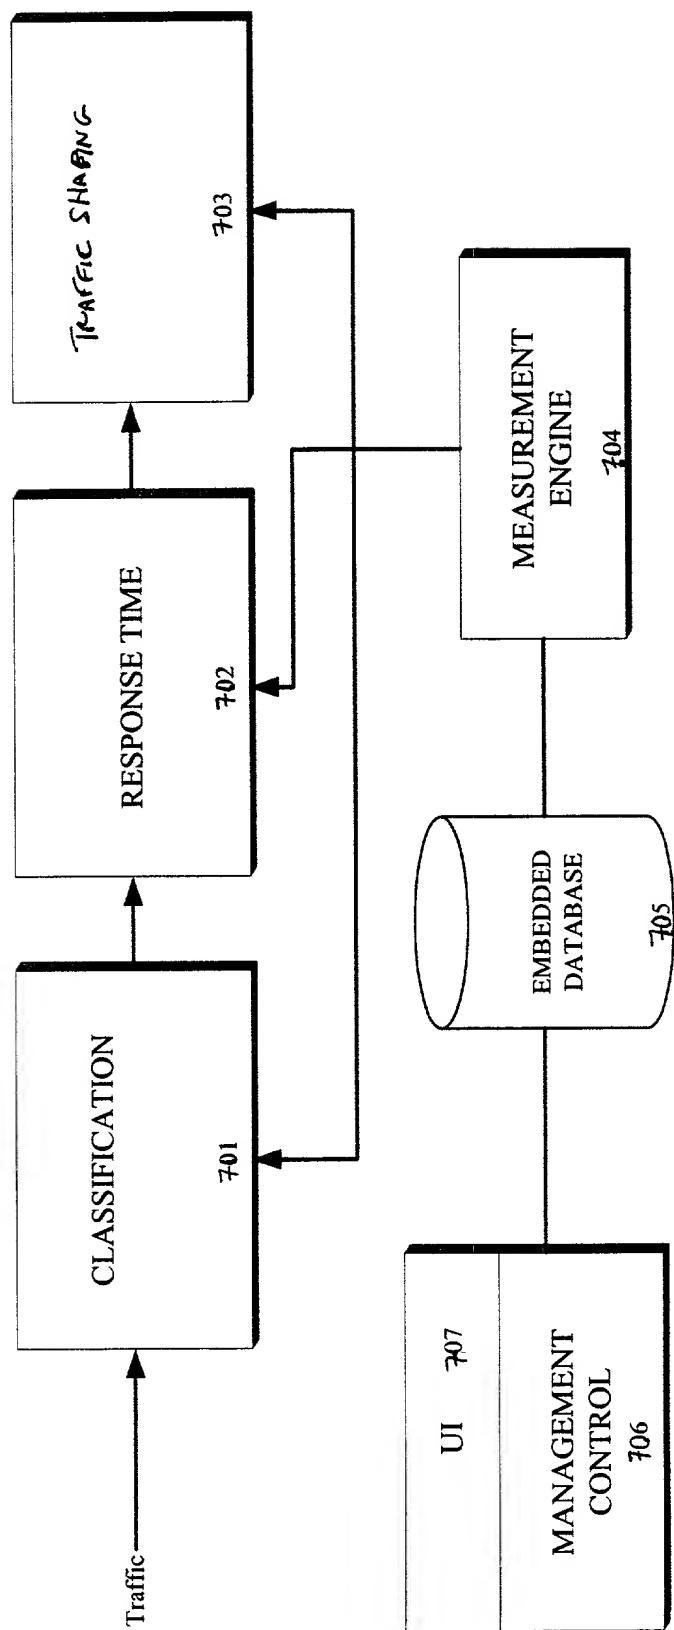 Traffic
CLASSIFICATION
701
RESPONSE TIME
702
TRAFFIC SHAPING
703
UI 707
MANAGEMENT
CONTROL
706
EMBEDDED
DATABASE
705
MEASUREMENT
ENGINE
704